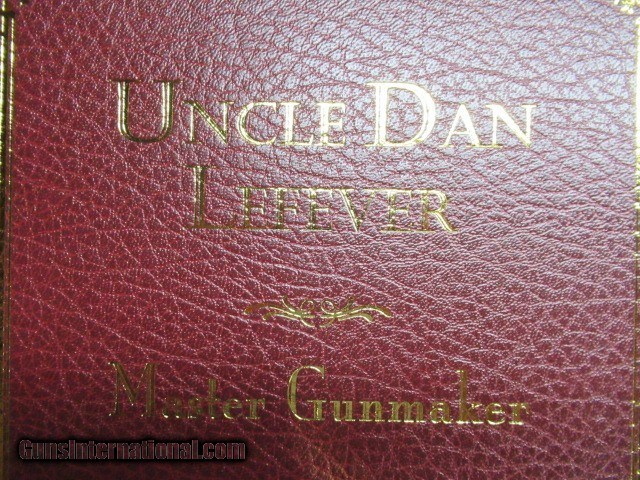 Uncle Dan
Lefever
Master Gunmaker
GunsInternational.com